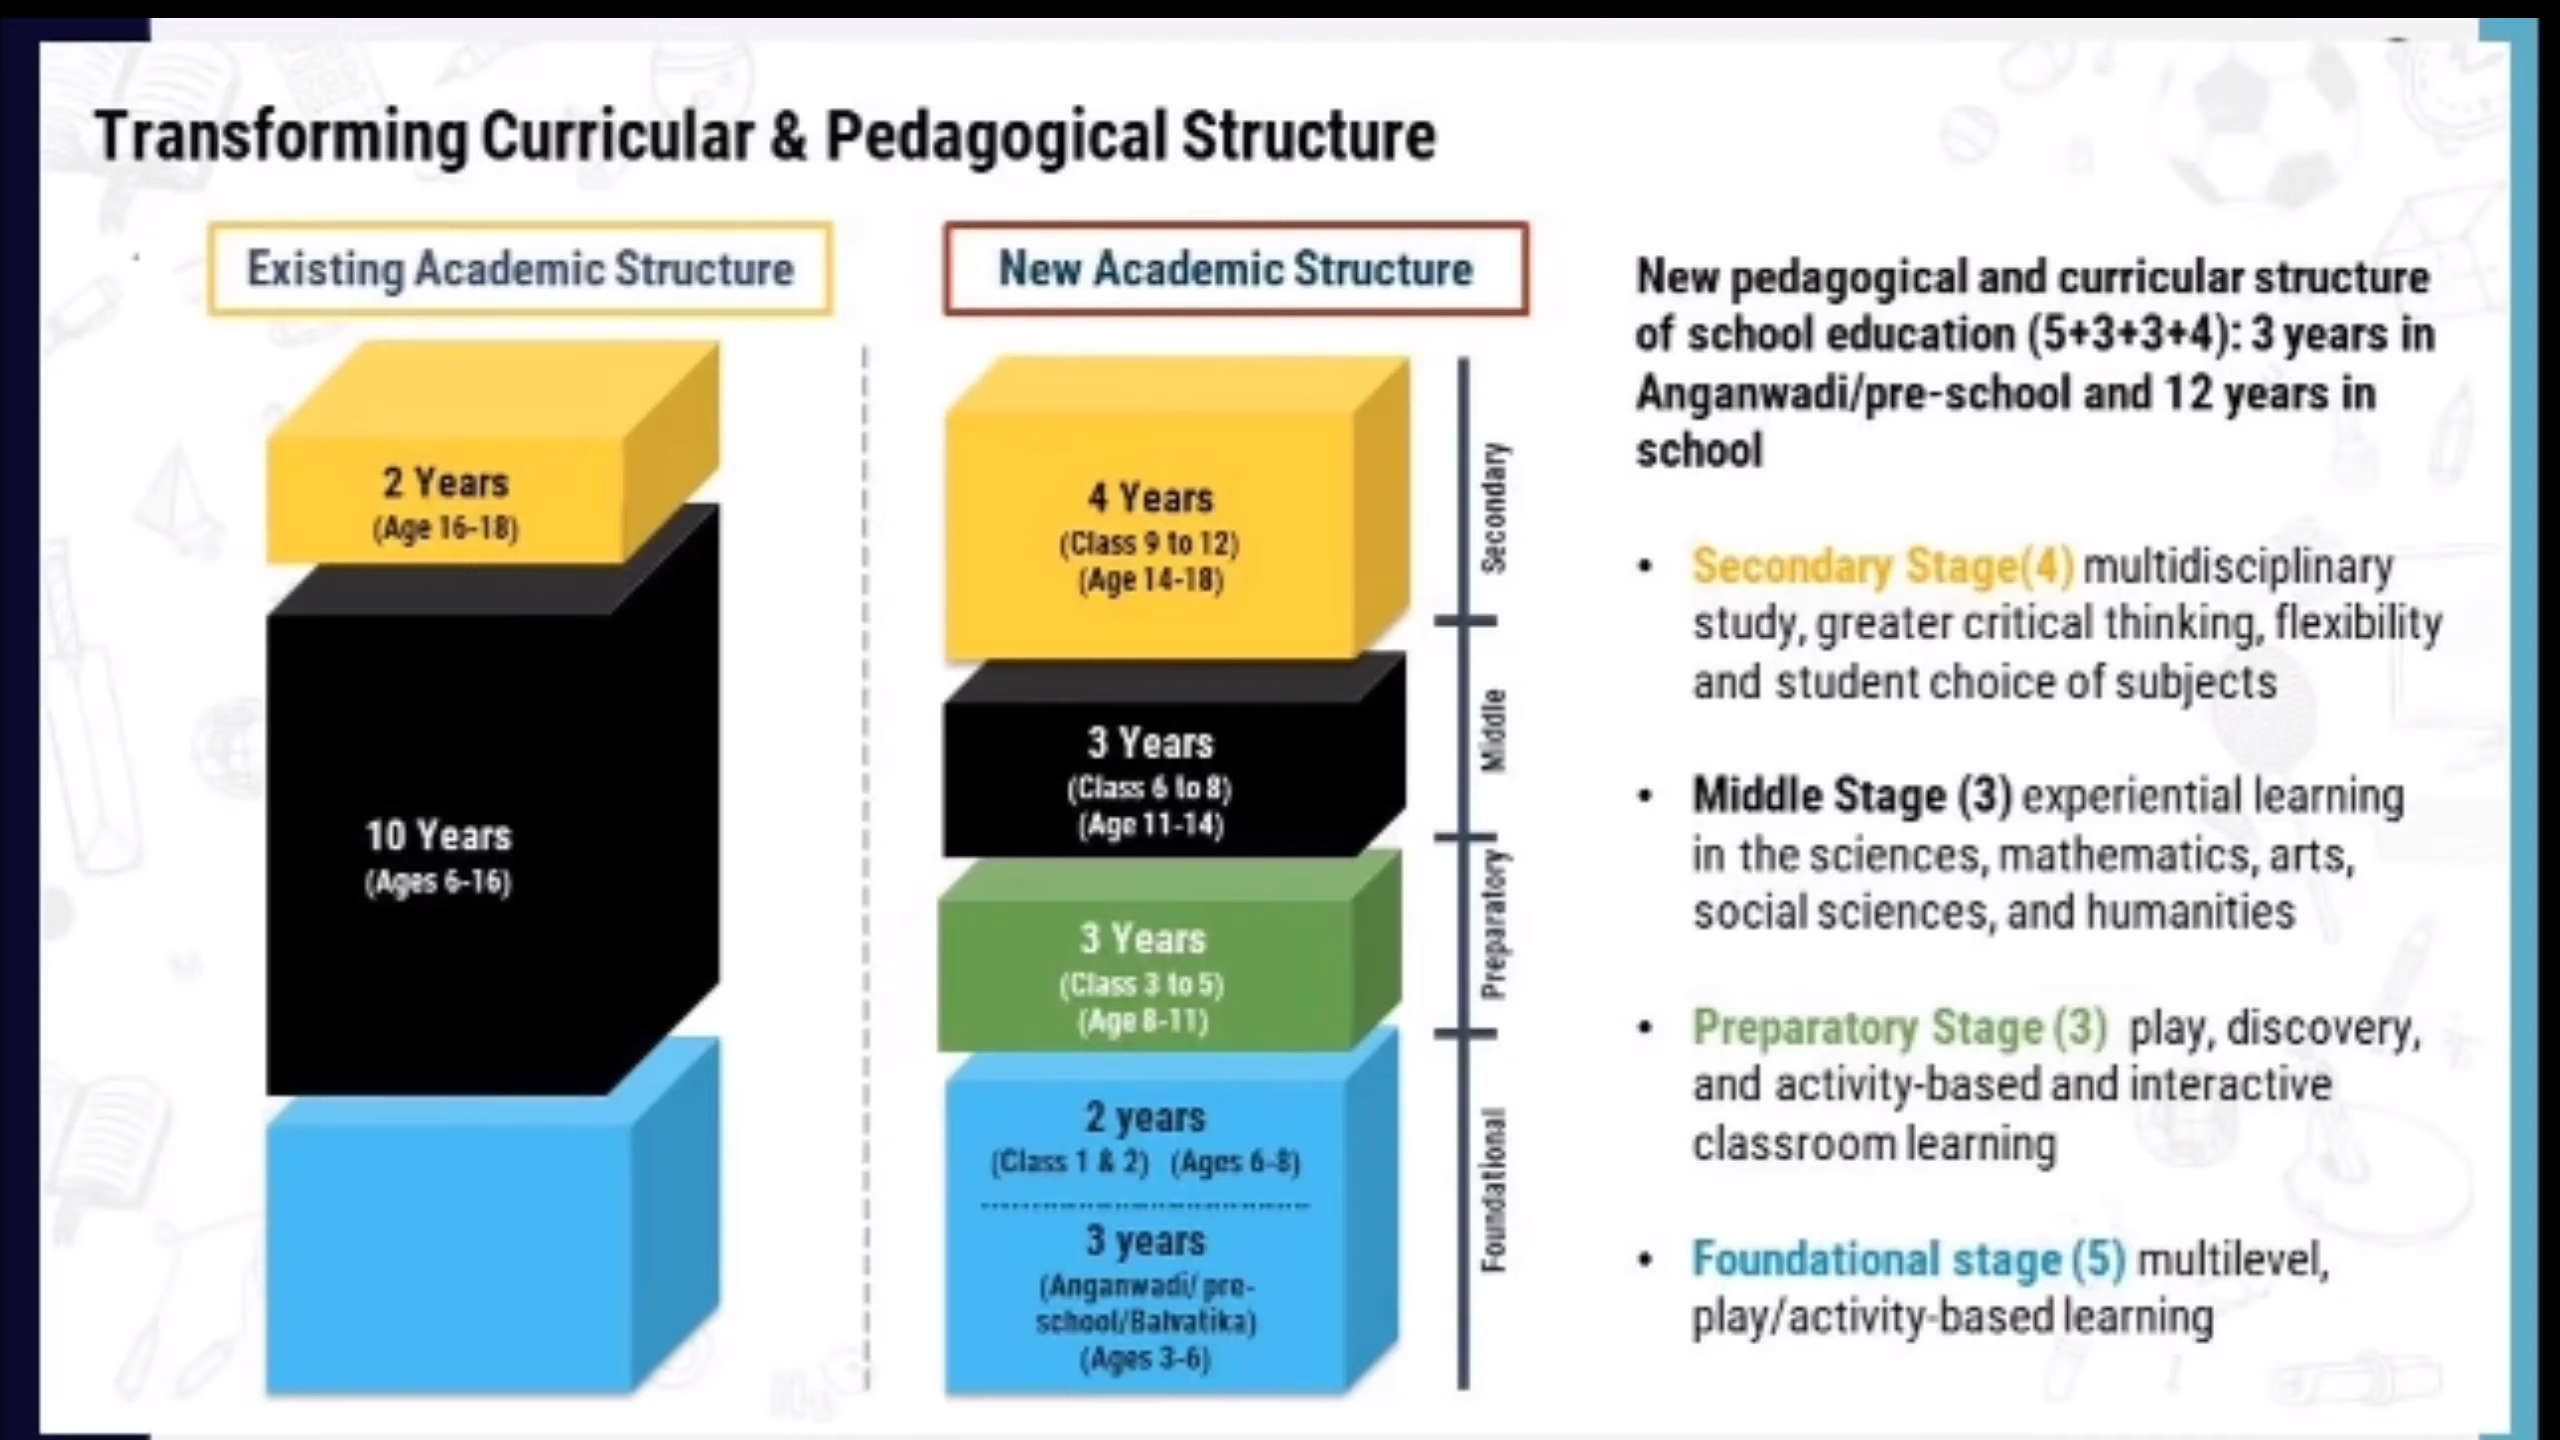 Transforming Curricular & Pedagogical Structure
Existing Academic Structure
2 Years
(Age 16-18)
10 Years
(Ages 6-16)
New Academic Structure
4 Years
(Class 9 to 12)
(Age 14-18)
3 Years
(Class 6 to 8)
(Age 11-14)
3 Years
(Class 3 to 5)
(Age 8-11)
2 years
(Class 1 & 2) (Ages 6-8)
3 years
(Anganwadi/ pre-
school/Balvatika)
(Ages 3-6)
Secondary
Middle
Preparatory
Foundational
New pedagogical and curricular structure
of school education (5+3+3+4): 3 years in
Anganwadi/pre-school and 12 years in
school
• Secondary Stage(4) multidisciplinary
study, greater critical thinking, flexibility
and student choice of subjects
• Middle Stage (3) experiential learning
in the sciences, mathematics, arts,
social sciences, and humanities
• Preparatory Stage (3) play, discovery,
and activity-based and interactive
classroom learning
• Foundational stage (5) multilevel,
play/activity-based learning